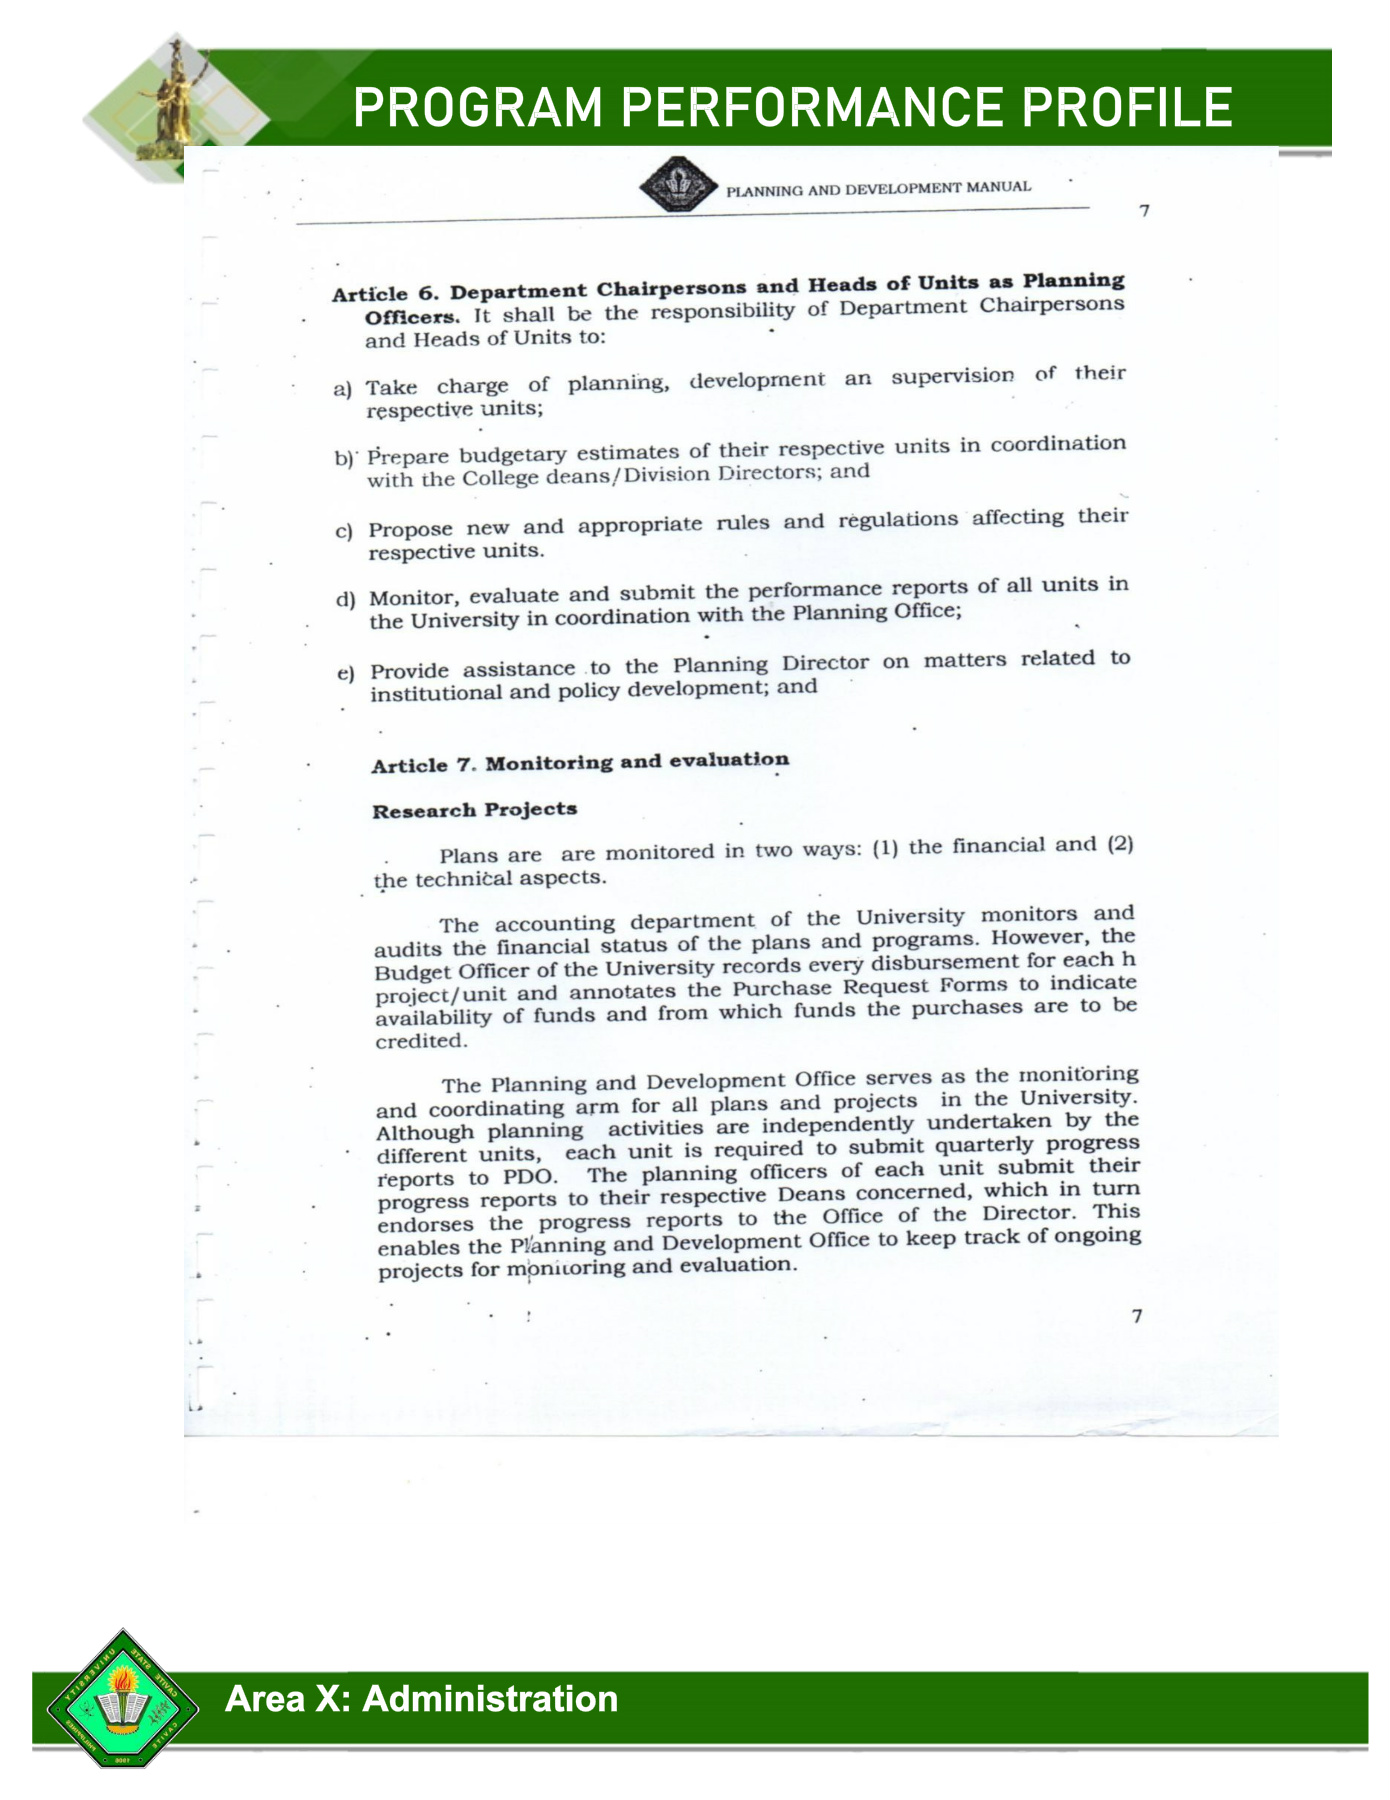 PROGRAM PERFORMANCE PROFILE
PLANNING AND DEVELOPMENT MANUAL
7
Article 6. Department Chairpersons and Heads of Units as Planning
Officers. It shall be the responsibility of Department Chairpersons
and Heads of Units to:
a) Take charge of planning, development an supervision of their
respective units;
b) Prepare budgetary estimates of their respective units in coordination
with the College deans/Division Directors; and
c) Propose new and appropriate rules and regulations affecting their
respective units.
d) Monitor, evaluate and submit the performance reports of all units in
the University in coordination with the Planning Office;
e) Provide assistance to the Planning Director on matters related to
institutional and policy development; and
Article 7. Monitoring and evaluation
Research Projects
Plans are are monitored in two ways: (1) the financial and (2)
the technical aspects.
The accounting department of the University monitors and
audits the financial status of the plans and programs. However, the
Budget Officer of the University records every disbursement for each h
project/unit and annotates the Purchase Request Forms to indicate
availability of funds and from which funds the purchases are to be
credited.
The Planning and Development Office serves as the monitoring
and coordinating arm for all plans and projects in the University.
Although planning activities are independently undertaken by the
different units, each unit is required to submit quarterly progress
reports to PDO. The planning officers of each unit submit their
progress reports to their respective Deans concerned, which in turn
endorses the progress reports to the Office of the Director. This
enables the Planning and Development Office to keep track of ongoing
projects for monitoring and evaluation.
7
CAVITE STATE UNIVERSITY
CAVITE PHILIPPINES
1906
Area X: Administration